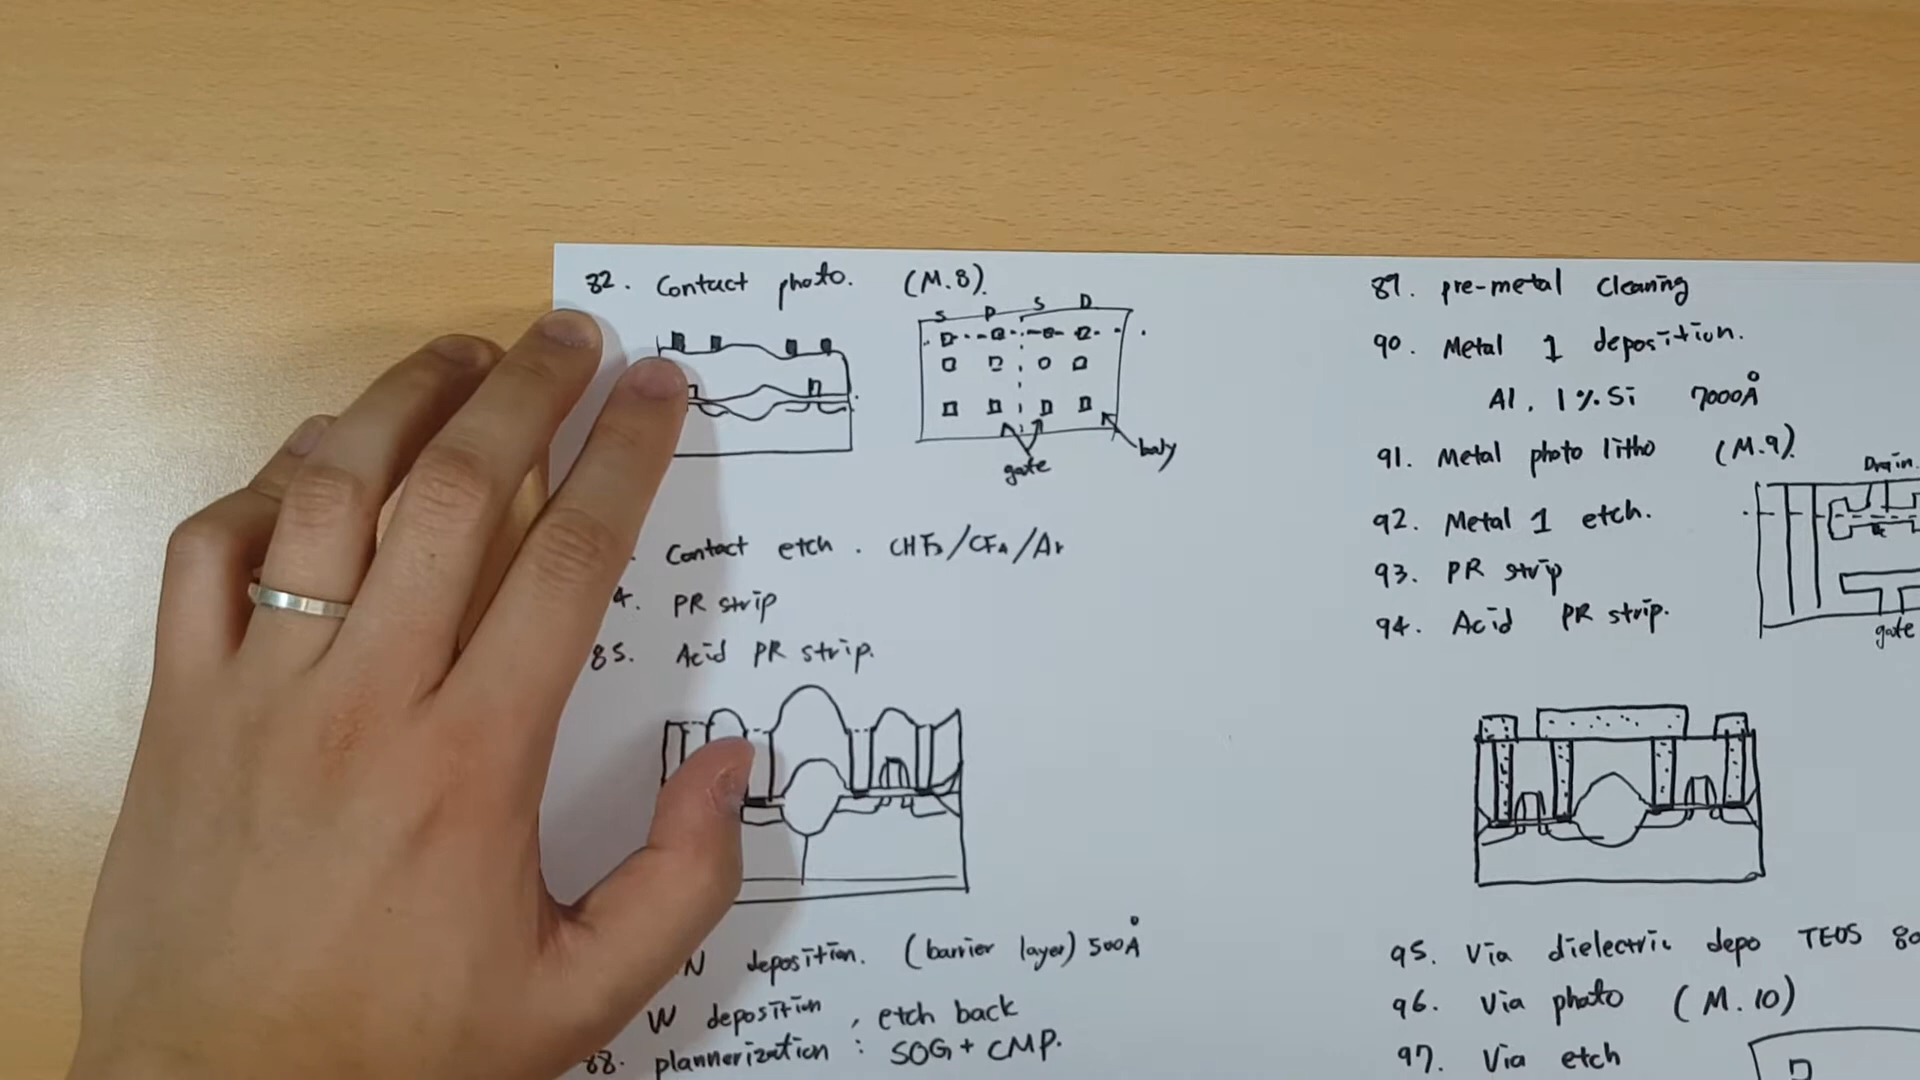 82. Contact photo. (M.8)
S P S D
gate
body
Contact etch. CHF3/CF4/Ar
4. PR strip
85. Acid PR strip.
N deposition. (barrier layer) 500Å
W deposition, etch back
88. plannerization : SOG + CMP.
89. pre-metal cleaning
90. Metal 1 deposition.
Al, 1% Si 7000Å
91. Metal photo litho (M.9)
Drain
92. Metal 1 etch.
93. PR strip
94. Acid PR strip.
gate
95. Via dielectric depo TEOS 80
96. Via photo (M.10)
97. Via etch